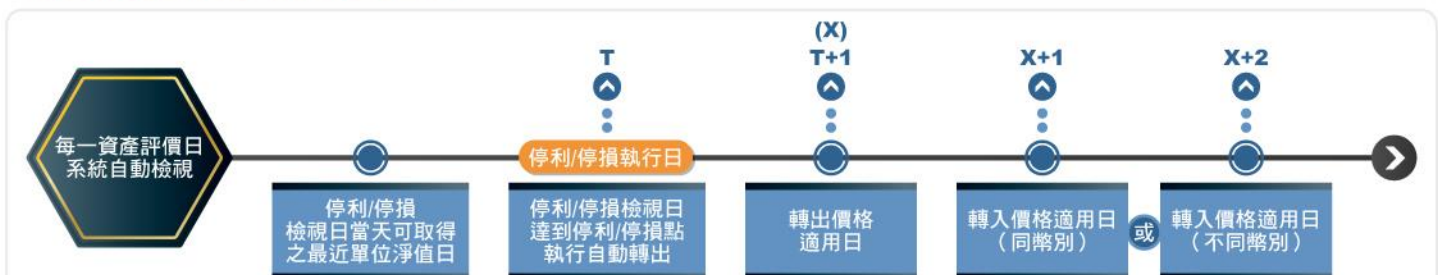 (X)
T
T+1
X+1
X+2
每一資產評價日
系統自動檢視
停利/停損執行日
停利/停損
檢視日當天可取得
之最近單位淨值日
停利/停損檢視日
達到停利/停損點
執行自動轉出
轉出價格
適用日
轉入價格適用日
（同幣別）
或
轉入價格適用日
（不同幣別）